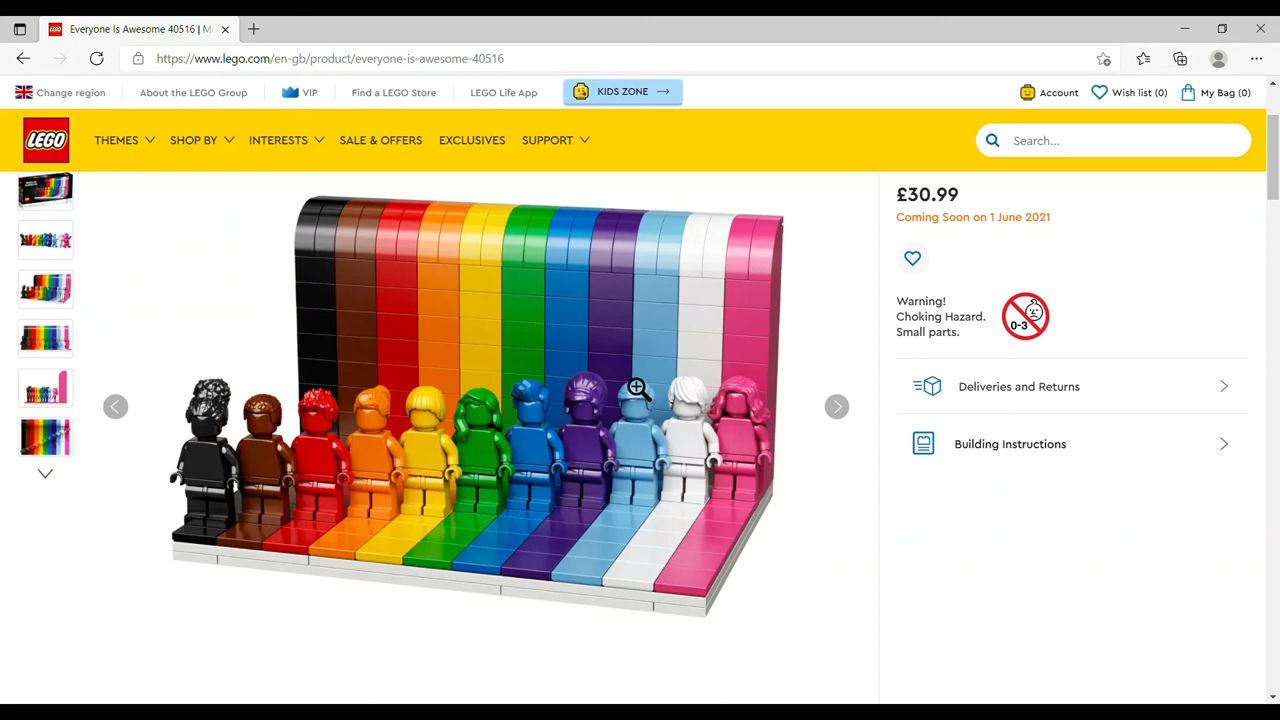 Everyone Is Awesome 40516 | Mi
https://www.lego.com/en-gb/product/everyone-is-awesome-40516
Change region
About the LEGO Group
VIP
Find a LEGO Store
LEGO Life App
KIDS ZONE
Account
Wish list (0)
My Bag (0)
LEGO
THEMES
SHOP BY
INTERESTS
SALE & OFFERS
EXCLUSIVES
SUPPORT
Search...
£30.99
Coming Soon on 1 June 2021
Warning!
Choking Hazard.
Small parts.
0-3
Deliveries and Returns
Building Instructions